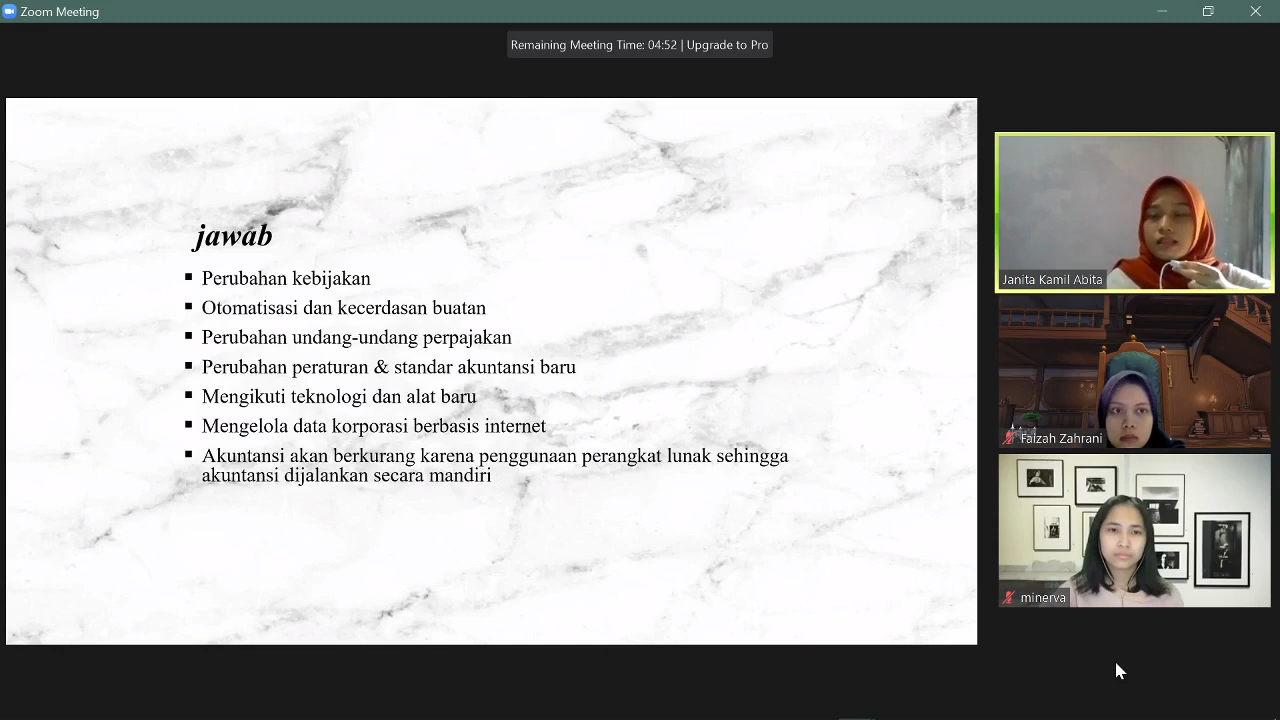 Zoom Meeting
Remaining Meeting Time: 04:52 | Upgrade to Pro
jawab
Perubahan kebijakan
Otomatisasi dan kecerdasan buatan
Perubahan undang-undang perpajakan
Perubahan peraturan & standar akuntansi baru
Mengikuti teknologi dan alat baru
Mengelola data korporasi berbasis internet
Akuntansi akan berkurang karena penggunaan perangkat lunak sehingga
akuntansi dijalankan secara mandiri
Janita Kamil Abita
Faizah Zahrani
minerva